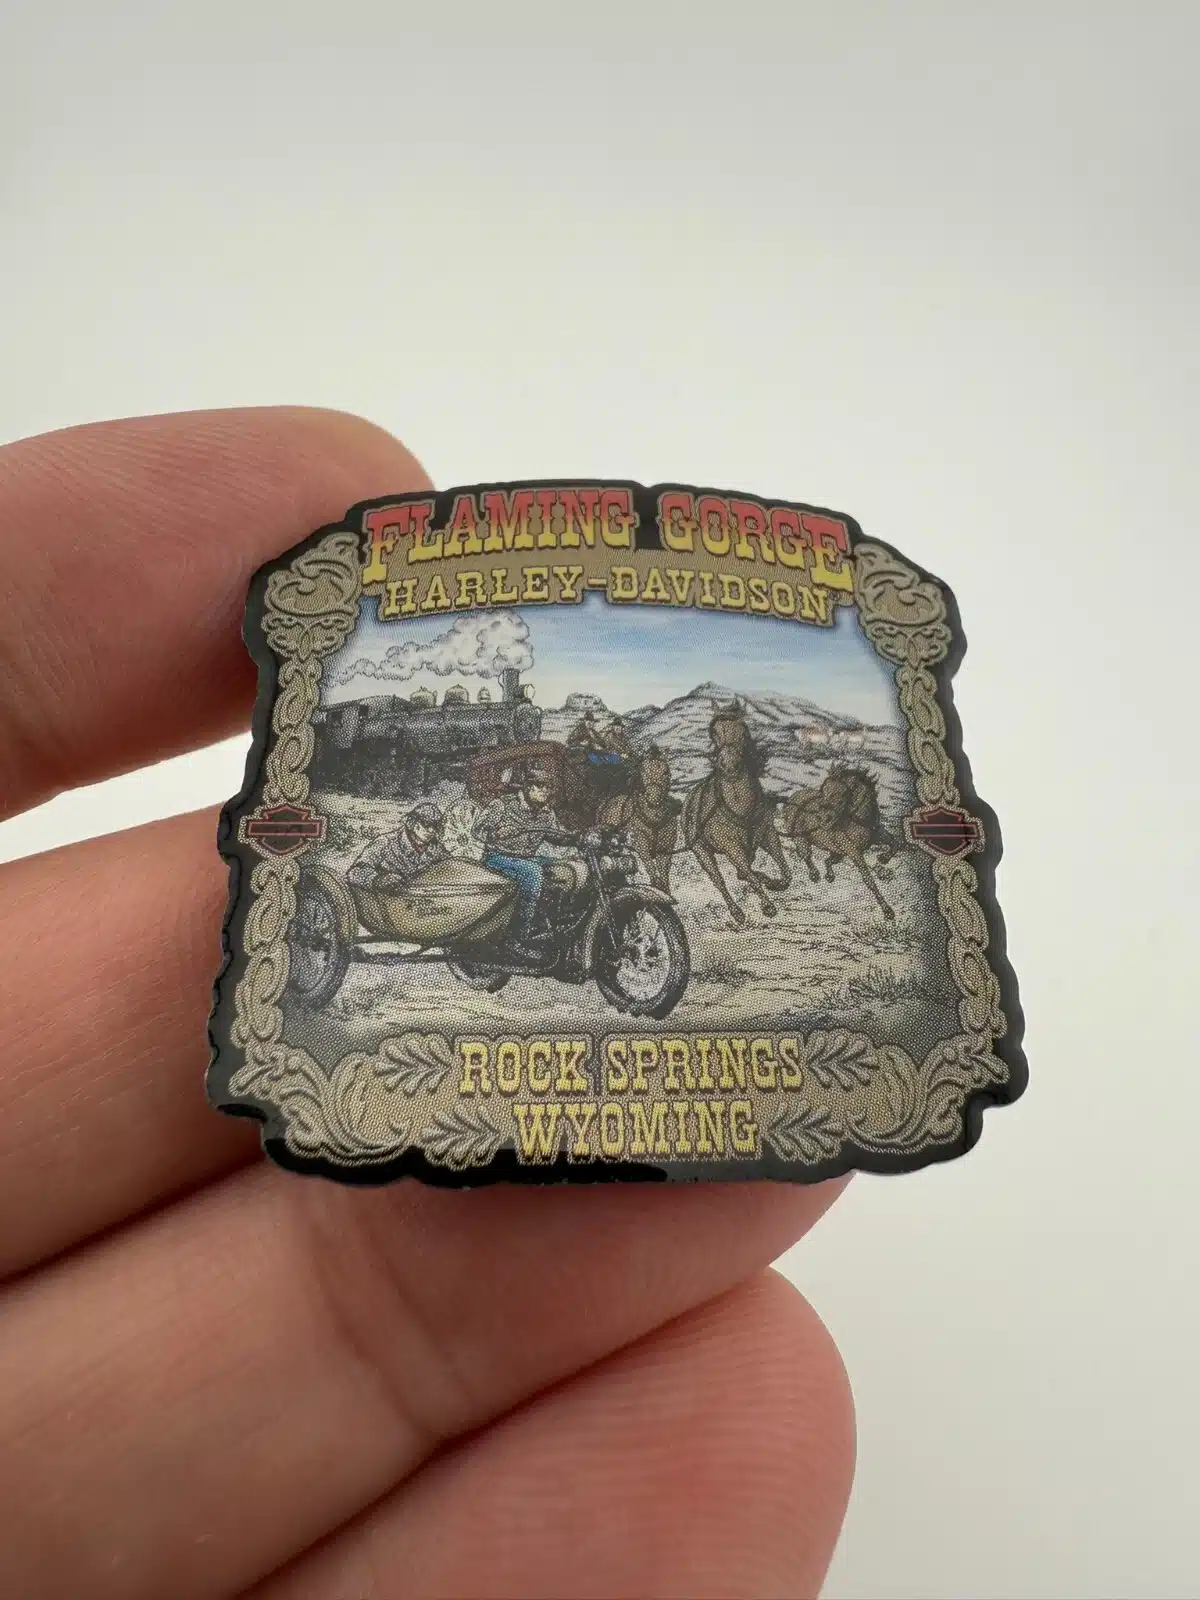 FLAMING GORGE
HARLEY-DAVIDSON
ROCK SPRINGS
WYOMING